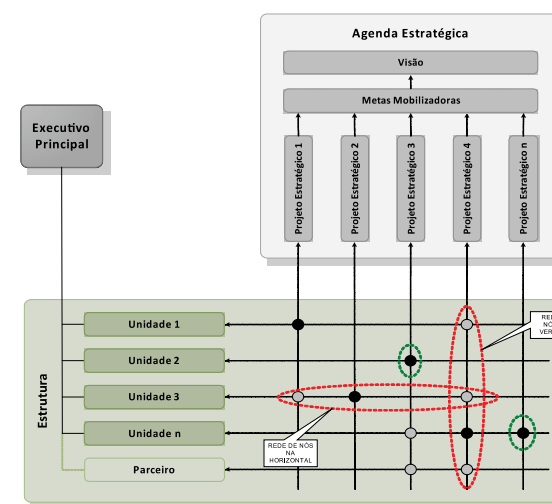 Agenda Estratégica
Visão
Metas Mobilizadoras
Executivo
Principal
Projeto Estratégico 1
Projeto Estratégico 2
Projeto Estratégico 3
Projeto Estratégico 4
Projeto Estratégico n
Estrutura
Unidade 1
Unidade 2
Unidade 3
Unidade n
Parceiro
REDE DE NÓS
NA
HORIZONTAL